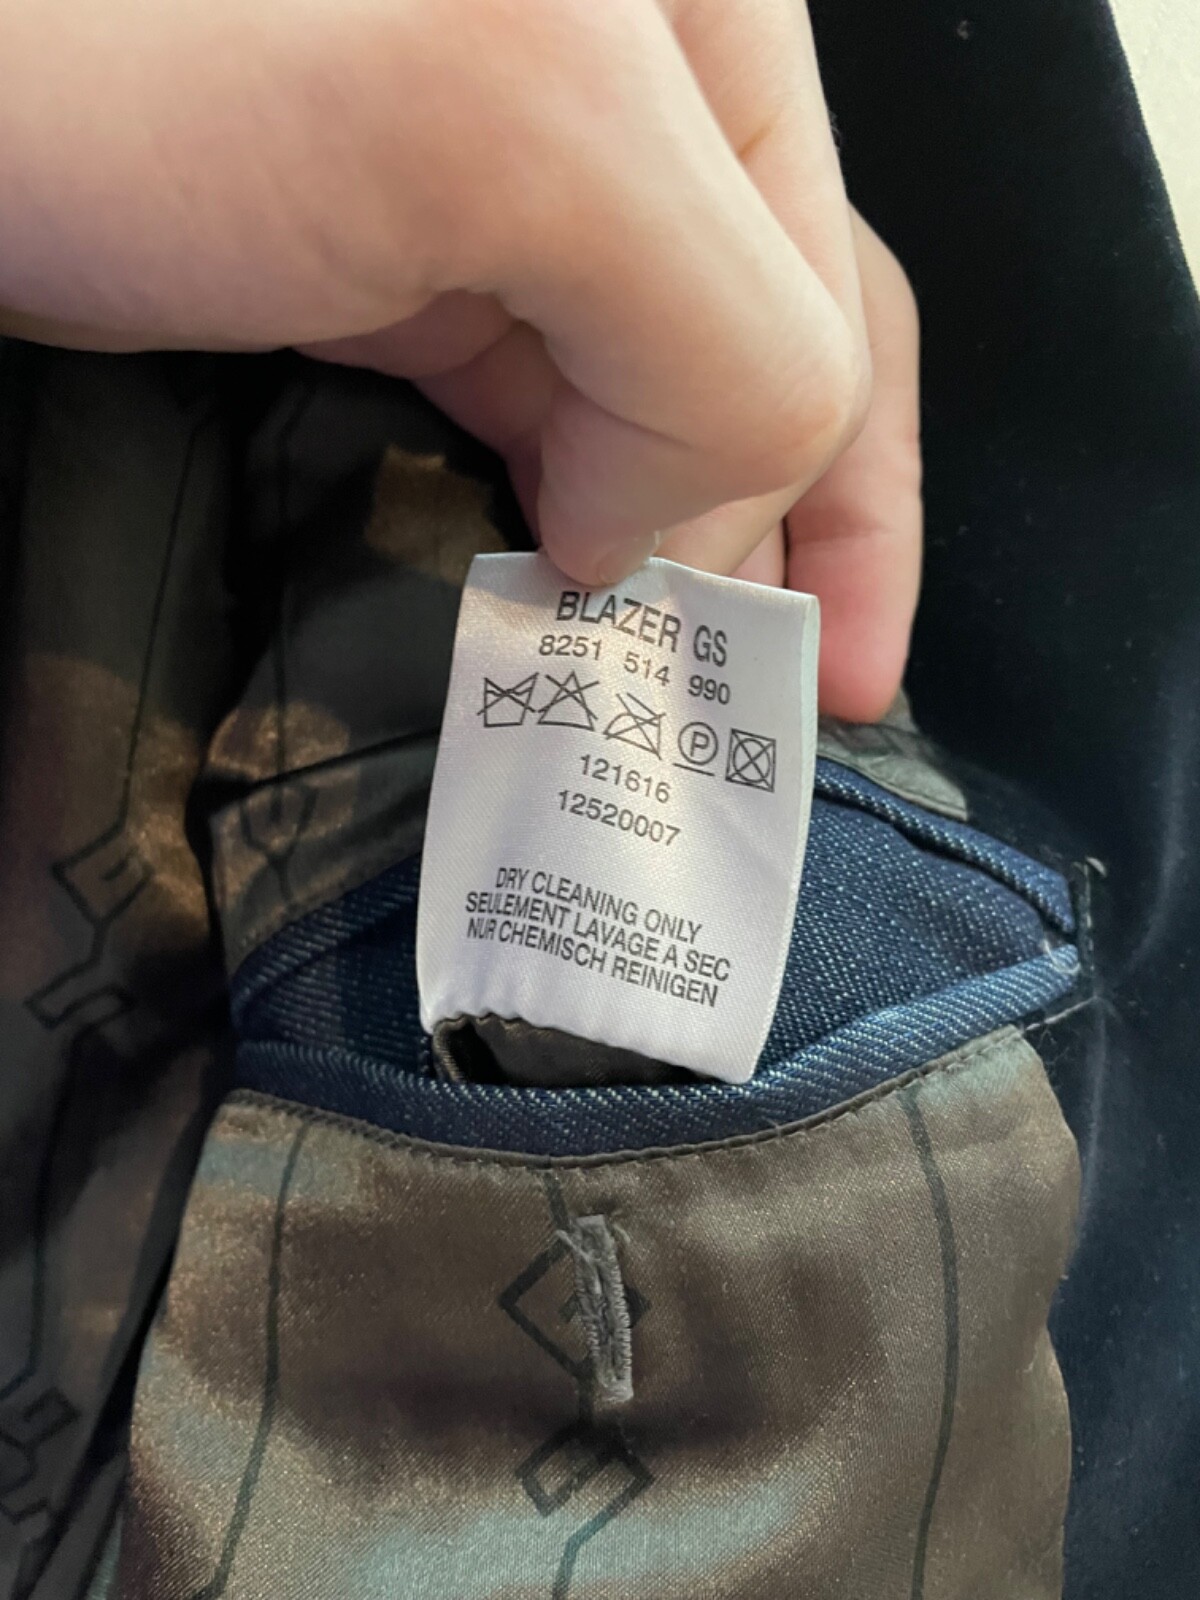 BLAZER GS
8251 514 990
P
121616
12520007
DRY CLEANING ONLY
SEULEMENT LAVAGE A SEC
NUR CHEMISCH REINIGEN